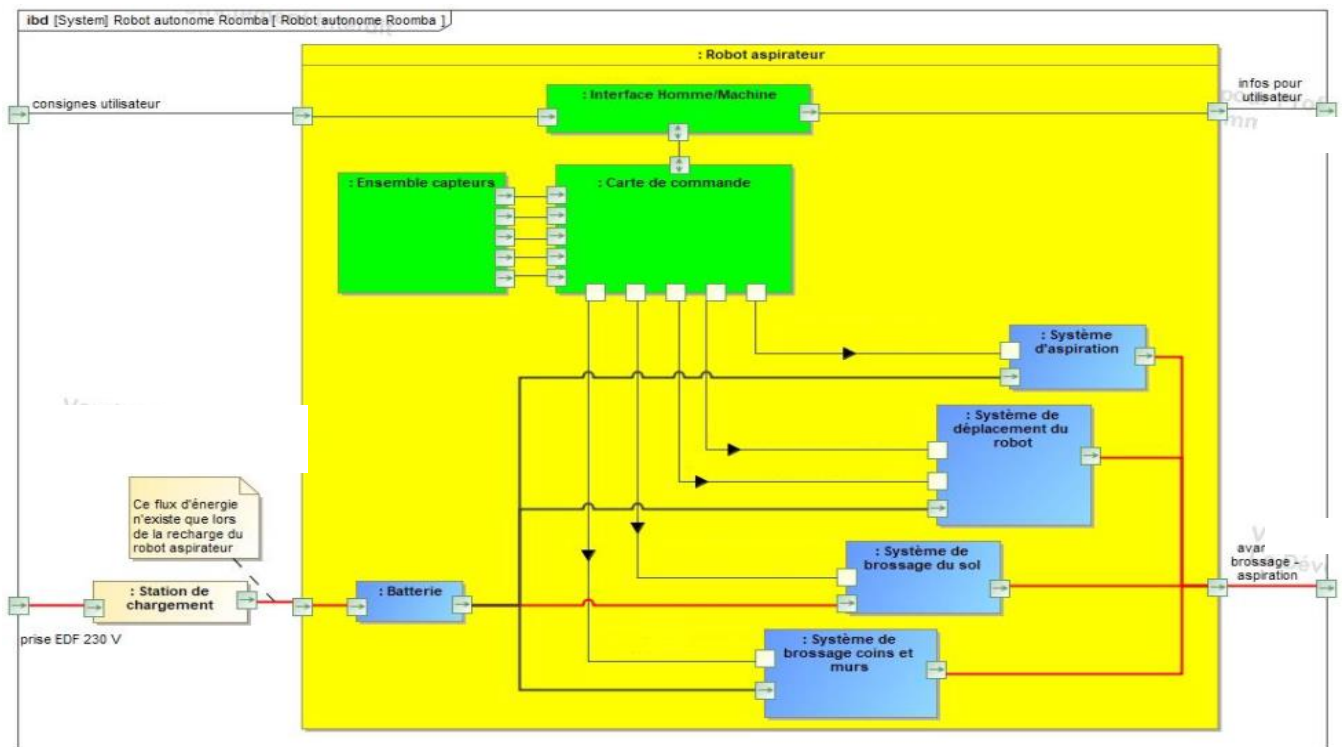 ibd [System] Robot autonome Roomba [ Robot autonome Roomba ]
: Robot aspirateur
consignes utilisateur
: Interface Homme/Machine
infos pour
utilisateur
: Ensemble capteurs
: Carte de commande
: Système
d'aspiration
: Système de
déplacement du
robot
Ce flux d'énergie
n'existe que lors
de la recharge du
robot aspirateur
: Système de
brossage du sol
avar
brossage -
aspiration
: Station de
chargement
: Batterie
prise EDF 230 V
: Système de
brossage coins et
murs